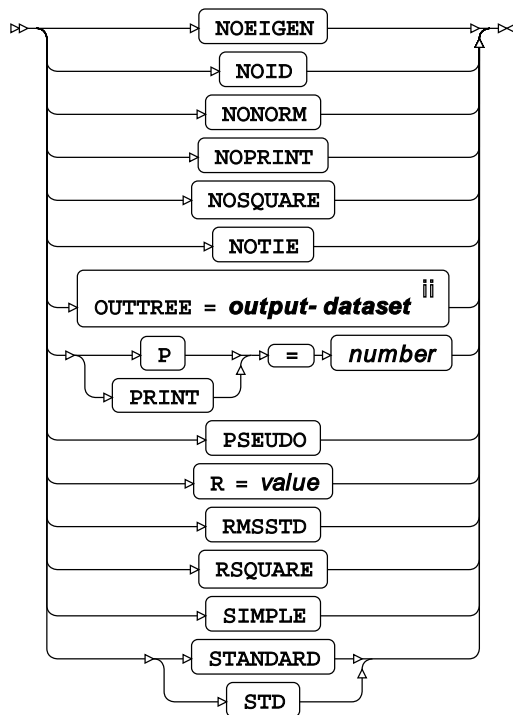 NOEIGEN
NOID
NONORM
NOPRINT
NOSQUARE
NOTIE
OUTTREE = output- dataset ii
P = number
PRINT
PSEUDO
R = value
RMSSTD
RSQUARE
SIMPLE
STANDARD
STD